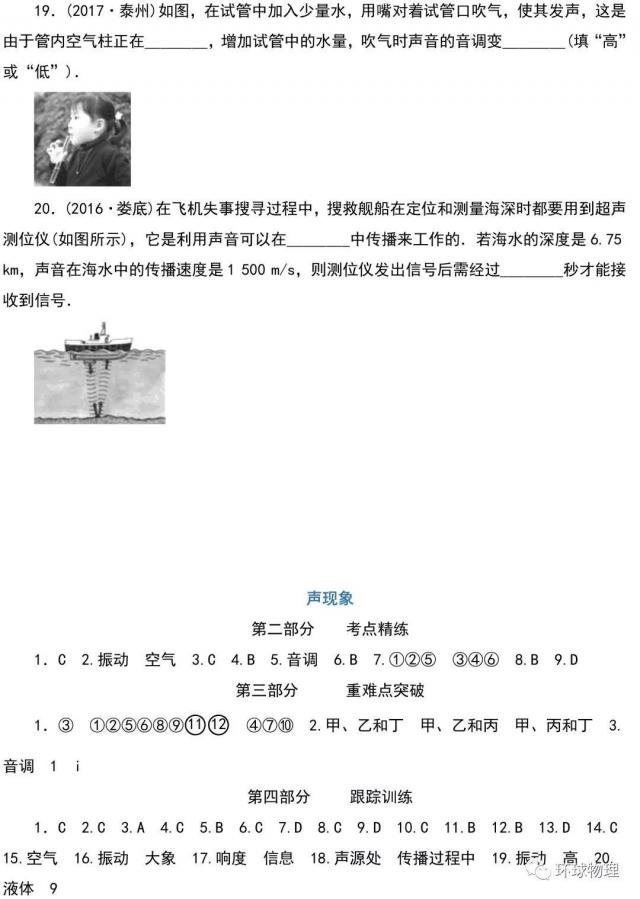 19．(2017·泰州)如图，在试管中加入少量水，用嘴对着试管口吹气，使其发声，这是
由于管内空气柱正在________，增加试管中的水量，吹气时声音的音调变________(填“高”
或“低”)．
20．(2016·娄底)在飞机失事搜寻过程中，搜救舰船在定位和测量海深时都要用到超声
测位仪(如图所示)，它是利用声音可以在________中传播来工作的．若海水的深度是 6.75
km，声音在海水中的传播速度是 1 500 m/s，则测位仪发出信号后需经过________秒才能接
收到信号．
声现象
第二部分　　考点精练
1．C　2.振动　空气　3.C　4.B　5.音调　6.B　7.①②⑤　③④⑥　8.B　9.D
第三部分　　　重难点突破
1．③　①②⑤⑥⑧⑨⑪⑫　④⑦⑩　2.甲、乙和丁　甲、乙和丙　甲、丙和丁　3.
音调　1　i
第四部分　　跟踪训练
1．C　2.C　3.A　4.C　5.B　6.C　7.D　8.C　9.D　10.C　11.B　12.B　13.D　14.C
15.空气　16.振动　大象　17.响度　信息　18.声源处　传播过程中　19.振动　高　20.
液体　9
环球物理